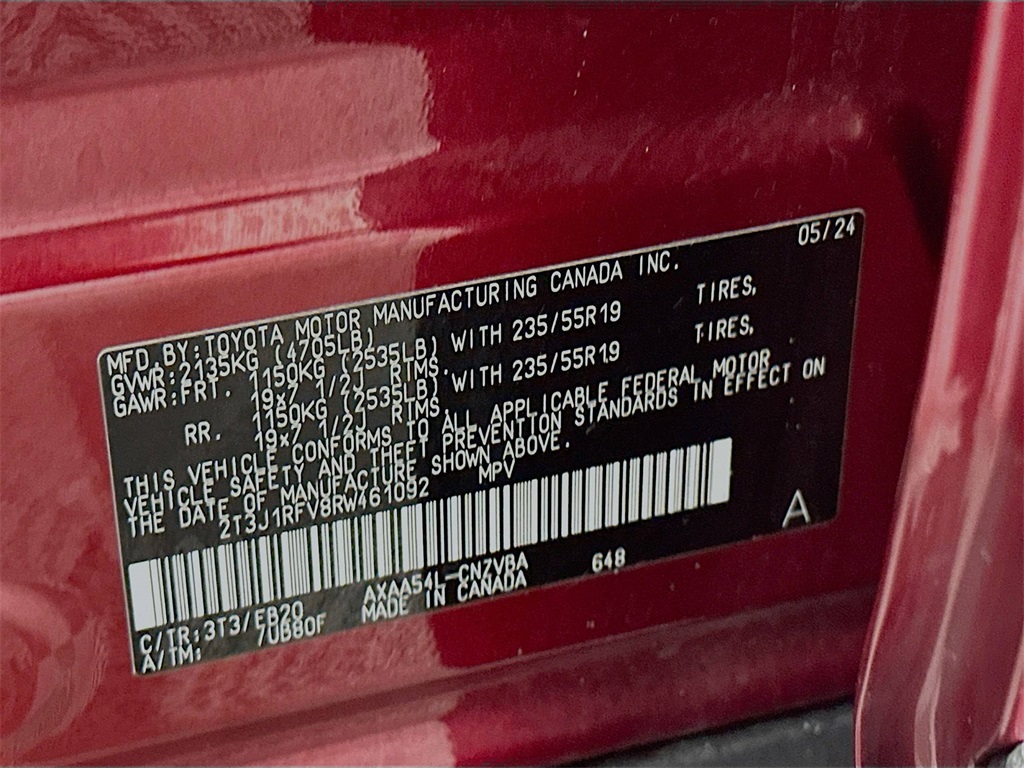 05/24
MFD.BY:TOYOTA MOTOR MANUFACTURING CANADA INC.
GVWR:2135KG (4705LB)
GAWR:FRT. 1150KG (2535LB) WITH 235/55R19 TIRES,
19x7 1/2J RIMS.
RR. 1150KG (2535LB) WITH 235/55R19 TIRES,
19x7 1/2J RIMS
THIS VEHICLE CONFORMS TO ALL APPLICABLE FEDERAL MOTOR
VEHICLE SAFETY AND THEFT PREVENTION STANDARDS IN EFFECT ON
THE DATE OF MANUFACTURE SHOWN ABOVE.
2T3J1RFV8RW461092 MPV
A
C/TR:3T3/EB20 AXAA54L-CNZVBA 648
A/TM: 7UB80F MADE IN CANADA